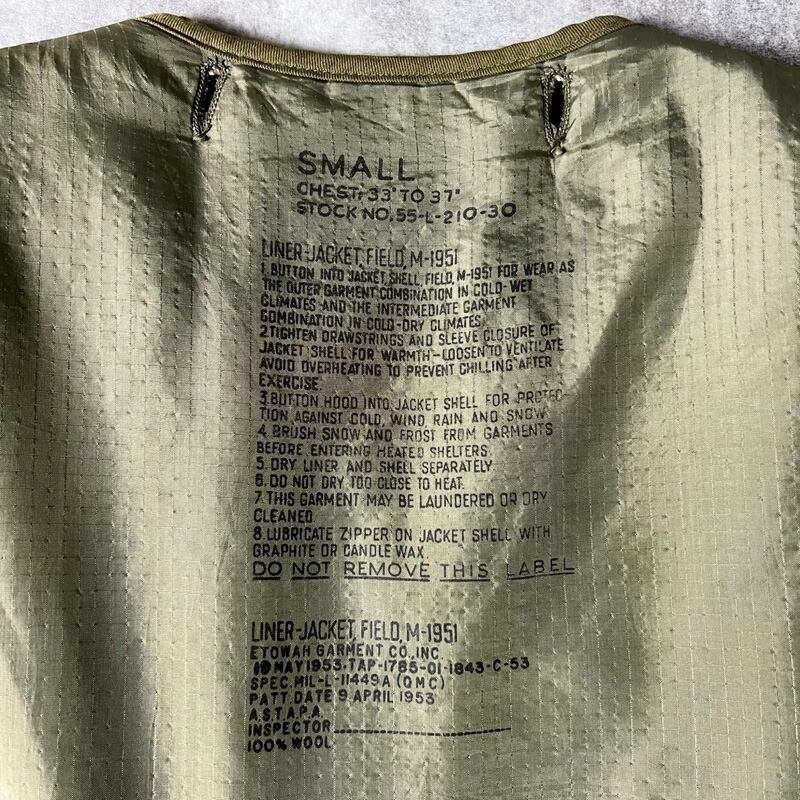 SMALL
CHEST: 33" TO 37"
STOCK NO. 55-L-210-30
LINER-JACKET, FIELD, M-1951
1. BUTTON INTO JACKET, SHELL, FIELD, M-1951 FOR WEAR AS
THE OUTER GARMENT COMBINATION IN COLD-WET
CLIMATES AND THE INTERMEDIATE GARMENT
COMBINATION IN COLD-DRY CLIMATES.
2. TIGHTEN DRAWSTRINGS AND SLEEVE CLOSURE OF
JACKET SHELL FOR WARMTH-LOOSEN TO VENTILATE
AVOID OVERHEATING TO PREVENT CHILLING AFTER
EXERCISE.
3. BUTTON HOOD INTO JACKET SHELL FOR PROTEC-
TION AGAINST COLD, WIND, RAIN AND SNOW.
4. BRUSH SNOW AND FROST FROM GARMENTS
BEFORE ENTERING HEATED SHELTERS.
5. DRY LINER AND SHELL SEPARATELY.
6. DO NOT DRY TOO CLOSE TO HEAT.
7. THIS GARMENT MAY BE LAUNDERED OR DRY
CLEANED.
8. LUBRICATE ZIPPER ON JACKET SHELL WITH
GRAPHITE OR CANDLE WAX.
DO NOT REMOVE THIS LABEL
LINER-JACKET, FIELD, M-1951
ETOWAH GARMENT CO. INC.
MAY 1953. TAP-1785-01-1843-C-53
SPEC. MIL-L-11449A (QMC)
PATT. DATE 9 APRIL 1953
A.S.T.A.P.A.
INSPECTOR
100% WOOL